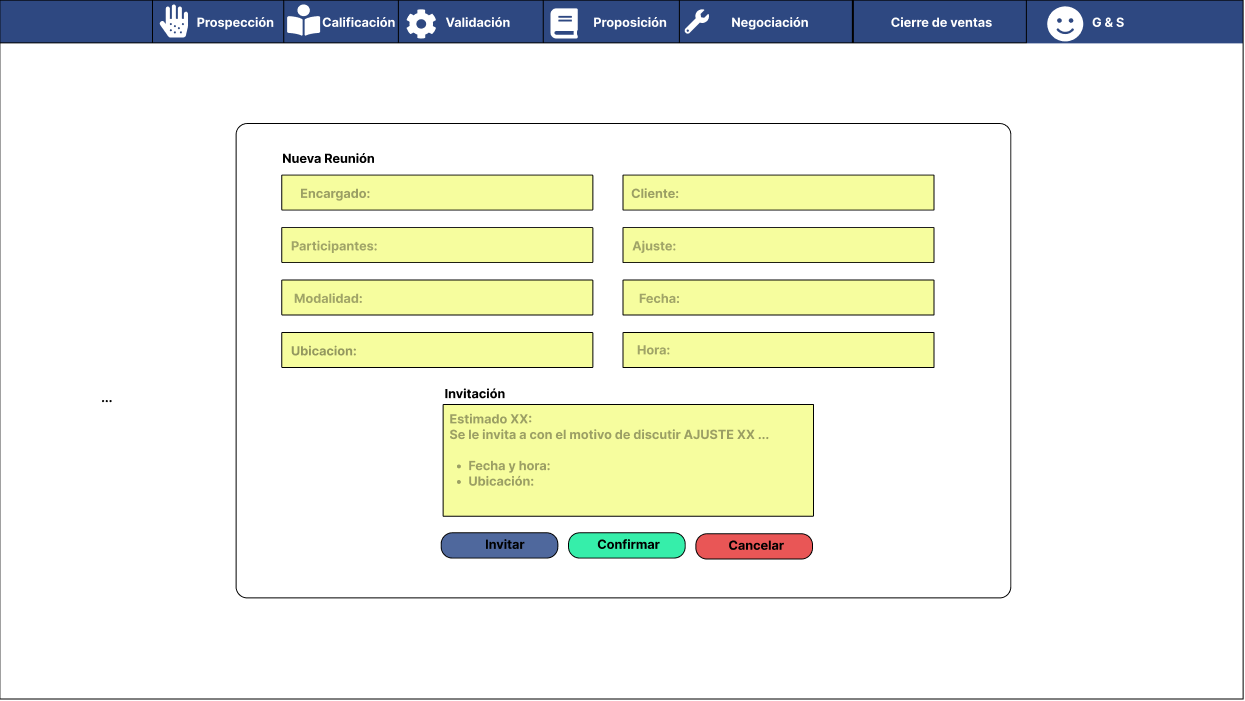 Prospección
Calificación
Validación
Proposición
Negociación
Cierre de ventas
G & S
Nueva Reunión
Encargado:
Cliente:
Participantes:
Ajuste:
Modalidad:
Fecha:
Ubicacion:
Hora:
...
Invitación
Estimado XX:
Se le invita a con el motivo de discutir AJUSTE XX ...
• Fecha y hora:
• Ubicación:
Invitar
Confirmar
Cancelar